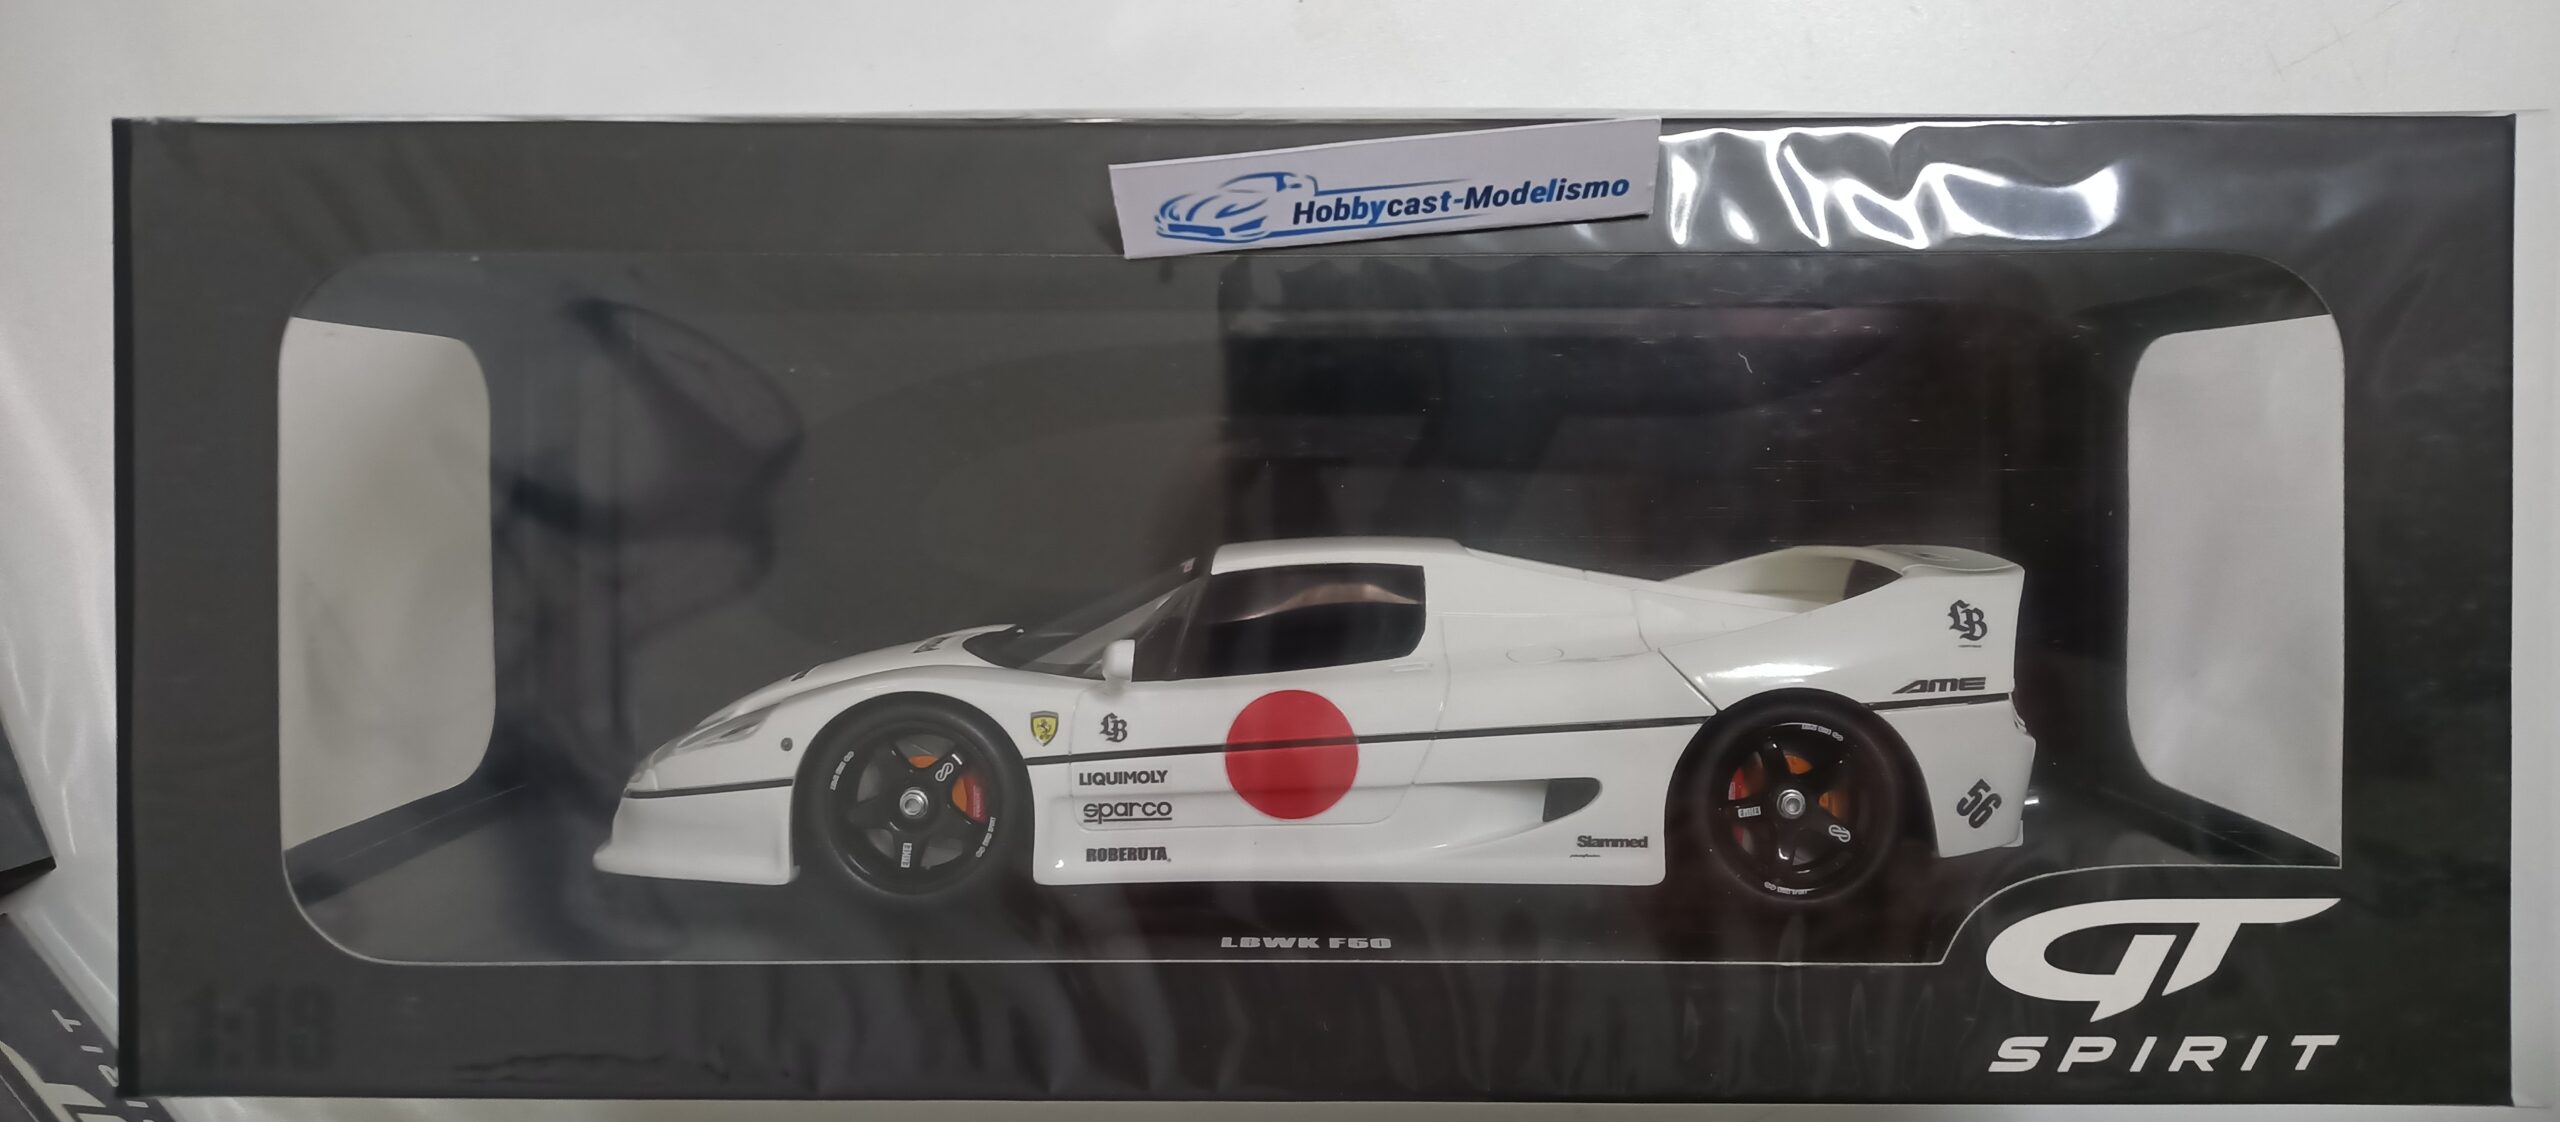 Hobbycast-Modelismo
LB
AME
LB
LIQUIMOLY
sparco
ROBERUTA
56
Slammed
LBWK F50
GT
SPIRIT
1:18